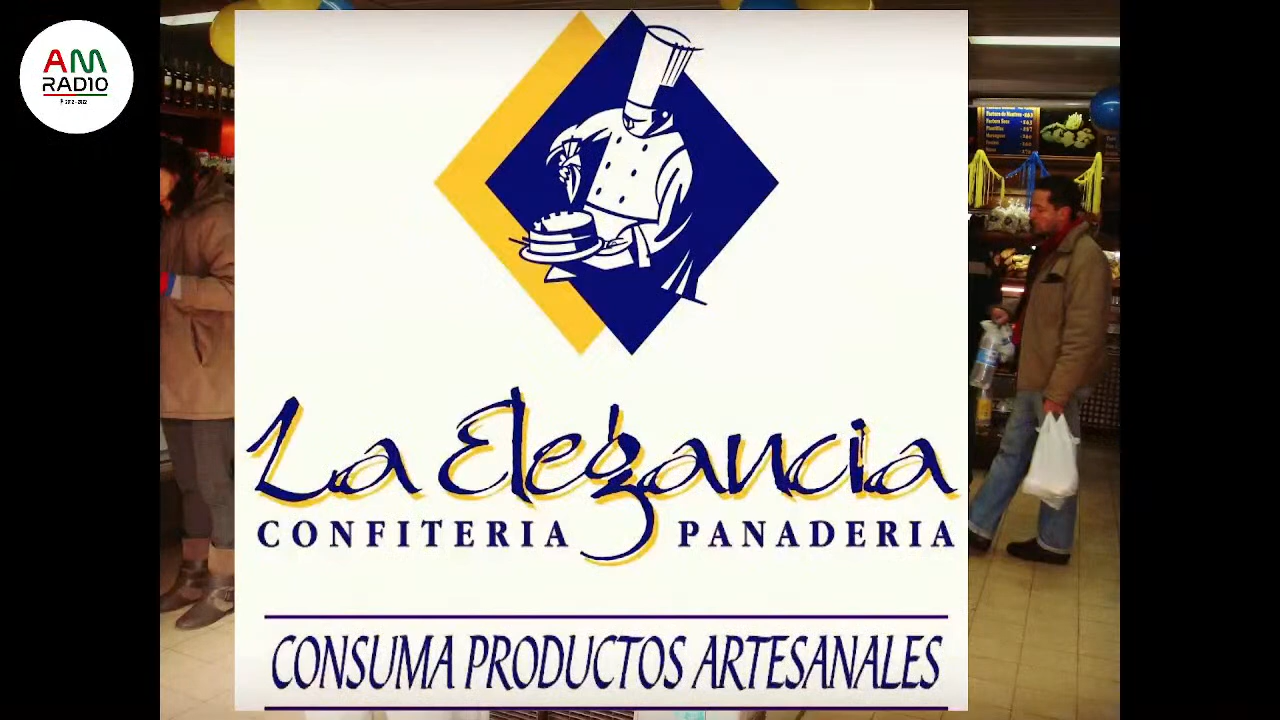 AM
RADIO
La Elegancia
CONFITERIA PANADERIA
CONSUMA PRODUCTOS ARTESANALES